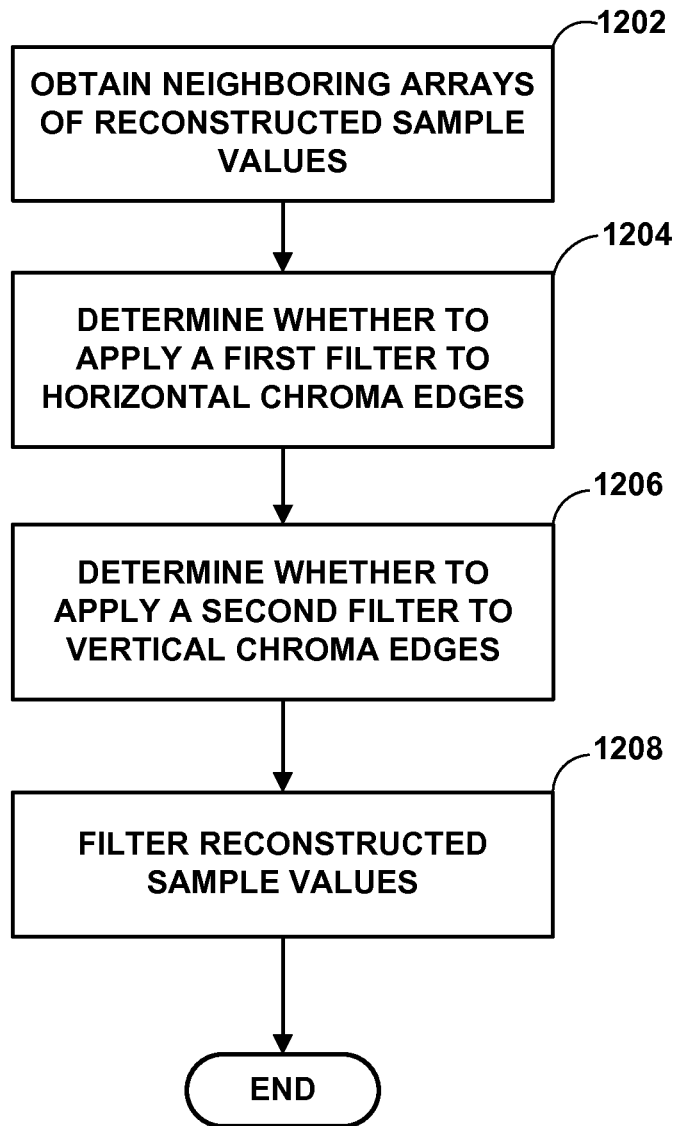 1202
OBTAIN NEIGHBORING ARRAYS
OF RECONSTRUCTED SAMPLE
VALUES
1204
DETERMINE WHETHER TO
APPLY A FIRST FILTER TO
HORIZONTAL CHROMA EDGES
1206
DETERMINE WHETHER TO
APPLY A SECOND FILTER TO
VERTICAL CHROMA EDGES
1208
FILTER RECONSTRUCTED
SAMPLE VALUES
END